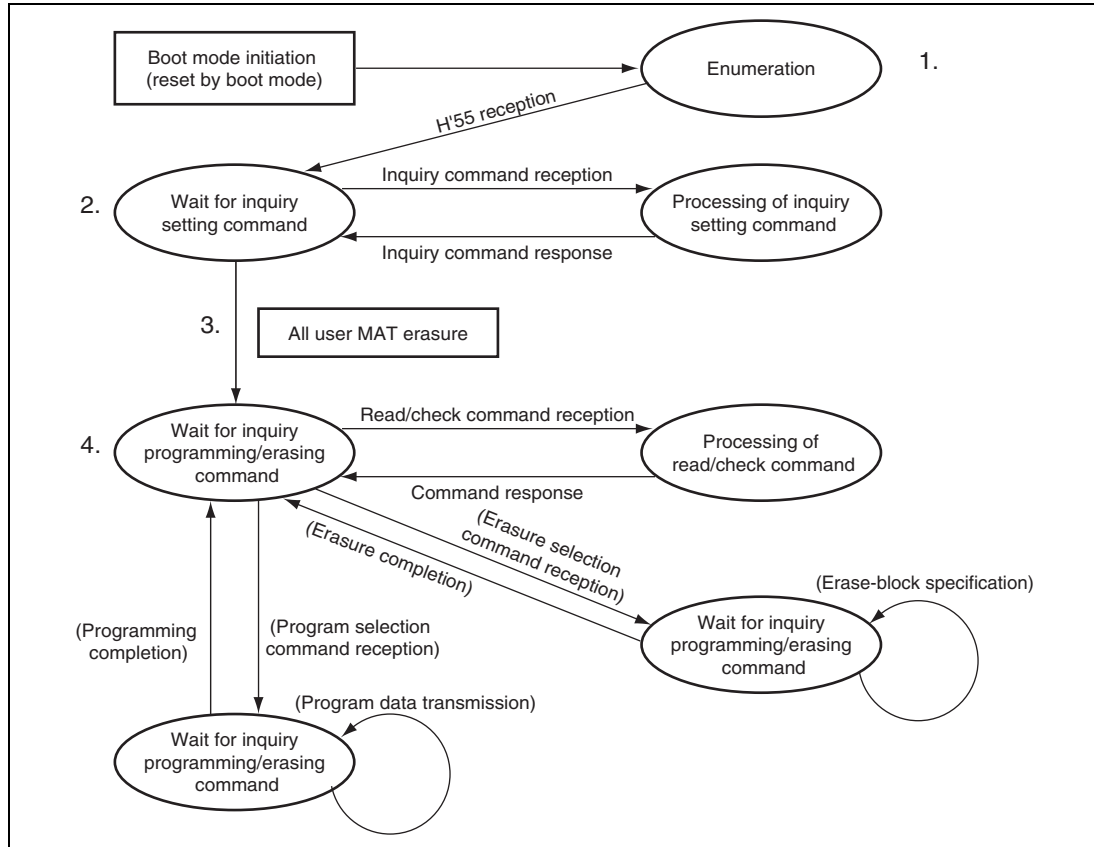 Boot mode initiation
(reset by boot mode)
Enumeration
1.
H'55 reception
2.
Wait for inquiry
setting command
Inquiry command reception
Inquiry command response
Processing of inquiry
setting command
3.
All user MAT erasure
4.
Wait for inquiry
programming/erasing
command
Read/check command reception
Command response
Processing of
read/check command
(Erasure selection
command reception)
(Erasure completion)
(Erase-block specification)
Wait for inquiry
programming/erasing
command
(Programming
completion)
(Program selection
command reception)
(Program data transmission)
Wait for inquiry
programming/erasing
command